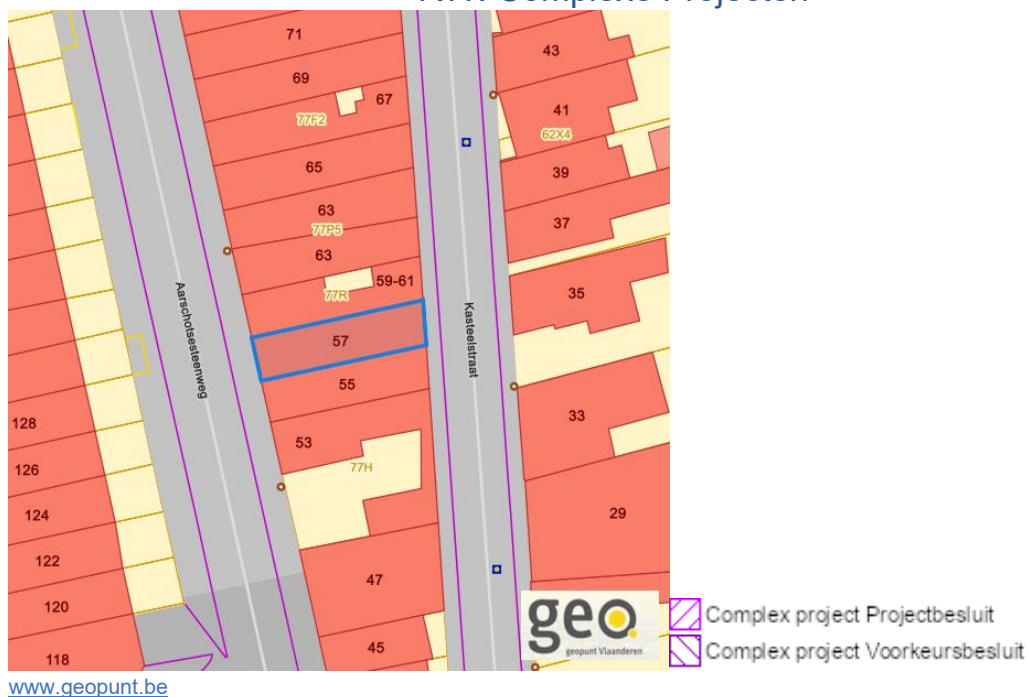 Complexe Projecten
71
69
67
77F2
65
63
77P5
63
59-61
77R
57
55
53
77H
47
45
43
41
62X4
39
37
35
33
29
128
126
124
122
120
118
Aarschotsesteenweg
Kasteelstraat
geo.
geopunt Vlaanderen
Complex project Projectbesluit
Complex project Voorkeursbesluit
www.geopunt.be